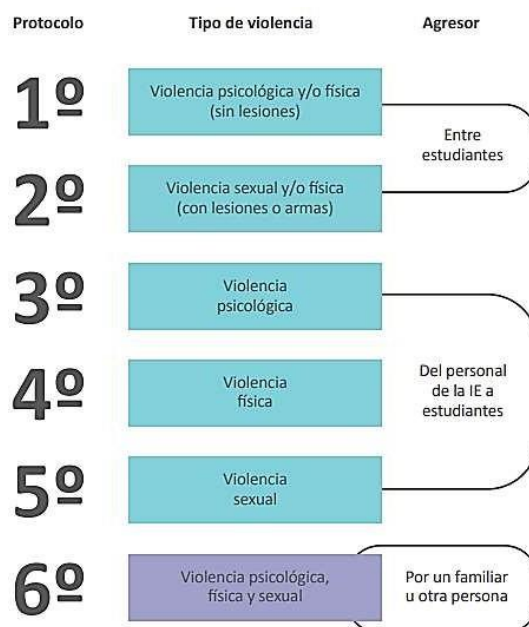 Protocolo Tipo de violencia Agresor
1º
Violencia psicológica y/o física
(sin lesiones)
Entre
estudiantes
2º
Violencia sexual y/o física
(con lesiones o armas)
3º
Violencia
psicológica
4º
Violencia
física
Del personal
de la IE a
estudiantes
5º
Violencia
sexual
6º
Violencia psicológica,
física y sexual
Por un familiar
u otra persona